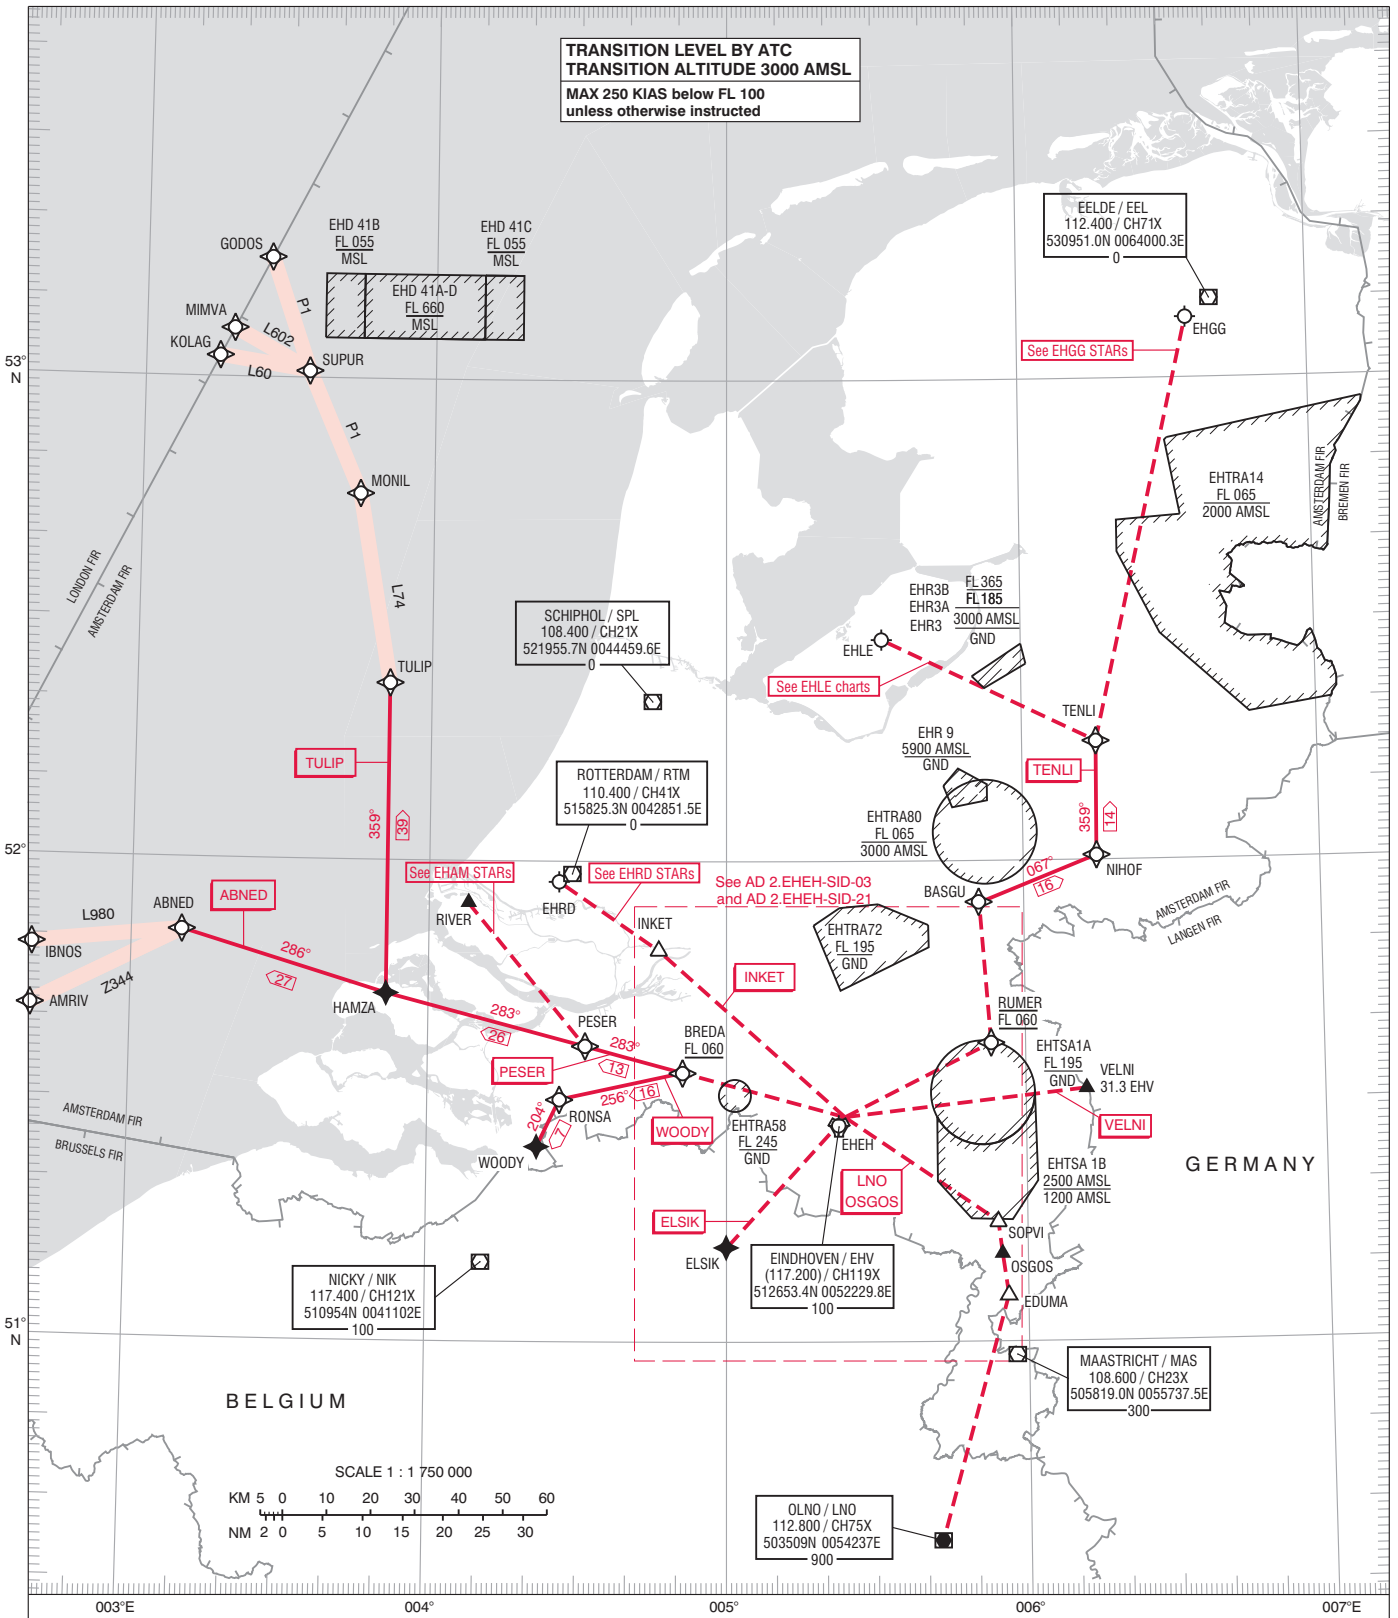 TRANSITION LEVEL BY ATC
TRANSITION ALTITUDE 3000 AMSL
MAX 250 KIAS below FL 100
unless otherwise instructed
EHD 41B
FL 055
MSL
EHD 41C
FL 055
MSL
EHD 41A-D
FL 660
MSL
GODOS
MIMVA
KOLAG
P1
L602
L60
SUPUR
P1
MONIL
L74
TULIP
53°
N
EELDE / EEL
112.400 / CH71X
530951.0N 0064000.3E
0
EHGG
See EHGG STARs
EHTRA14
FL 065
2000 AMSL
AMSTERDAM FIR
BREMEN FIR
LONDON FIR
AMSTERDAM FIR
SCHIPHOL / SPL
108.400 / CH21X
521955.7N 0044459.6E
0
EHR3B
EHR3A
EHR3
FL 365
FL 185
3000 AMSL
GND
EHLE
See EHLE charts
TENLI
TENLI
359°
14
NIHOF
067°
16
BASGU
EHR 9
5900 AMSL
GND
EHTRA80
FL 065
3000 AMSL
TULIP
359°
39
ROTTERDAM / RTM
110.400 / CH41X
515825.3N 0042851.5E
0
52°
N
See EHAM STARs
See EHRD STARs
RIVER
EHRD
INKET
See AD 2.EHEH-SID-03
and AD 2.EHEH-SID-21
EHTRA72
FL 195
GND
AMSTERDAM FIR
LANGEN FIR
L980
ABNED
ABNED
IBNOS
AMRIV
Z344
286°
27
HAMZA
283°
26
PESER
283°
13
PESER
BREDA
FL 060
INKET
RUMER
FL 060
EHTSA1A
FL 195
GND
VELNI
31.3 EHV
VELNI
256°
16
RONSA
204°
7
WOODY
WOODY
EHTRA58
FL 245
GND
EHEH
AMSTERDAM FIR
BRUSSELS FIR
GERMANY
EHTSA 1B
2500 AMSL
1200 AMSL
LNO
OSGOS
ELSIK
ELSIK
SOPVI
OSGOS
EDUMA
EINDHOVEN / EHV
(117.200) / CH119X
512653.4N 0052229.8E
100
NICKY / NIK
117.400 / CH121X
510954N 0041102E
100
51°
N
MAASTRICHT / MAS
108.600 / CH23X
505819.0N 0055737.5E
300
BELGIUM
SCALE 1 : 1 750 000
KM 5 0 10 20 30 40 50 60
NM 2 0 5 10 15 20 25 30
OLNO / LNO
112.800 / CH75X
503509N 0054237E
900
003°E 004° 005° 006° 007°E